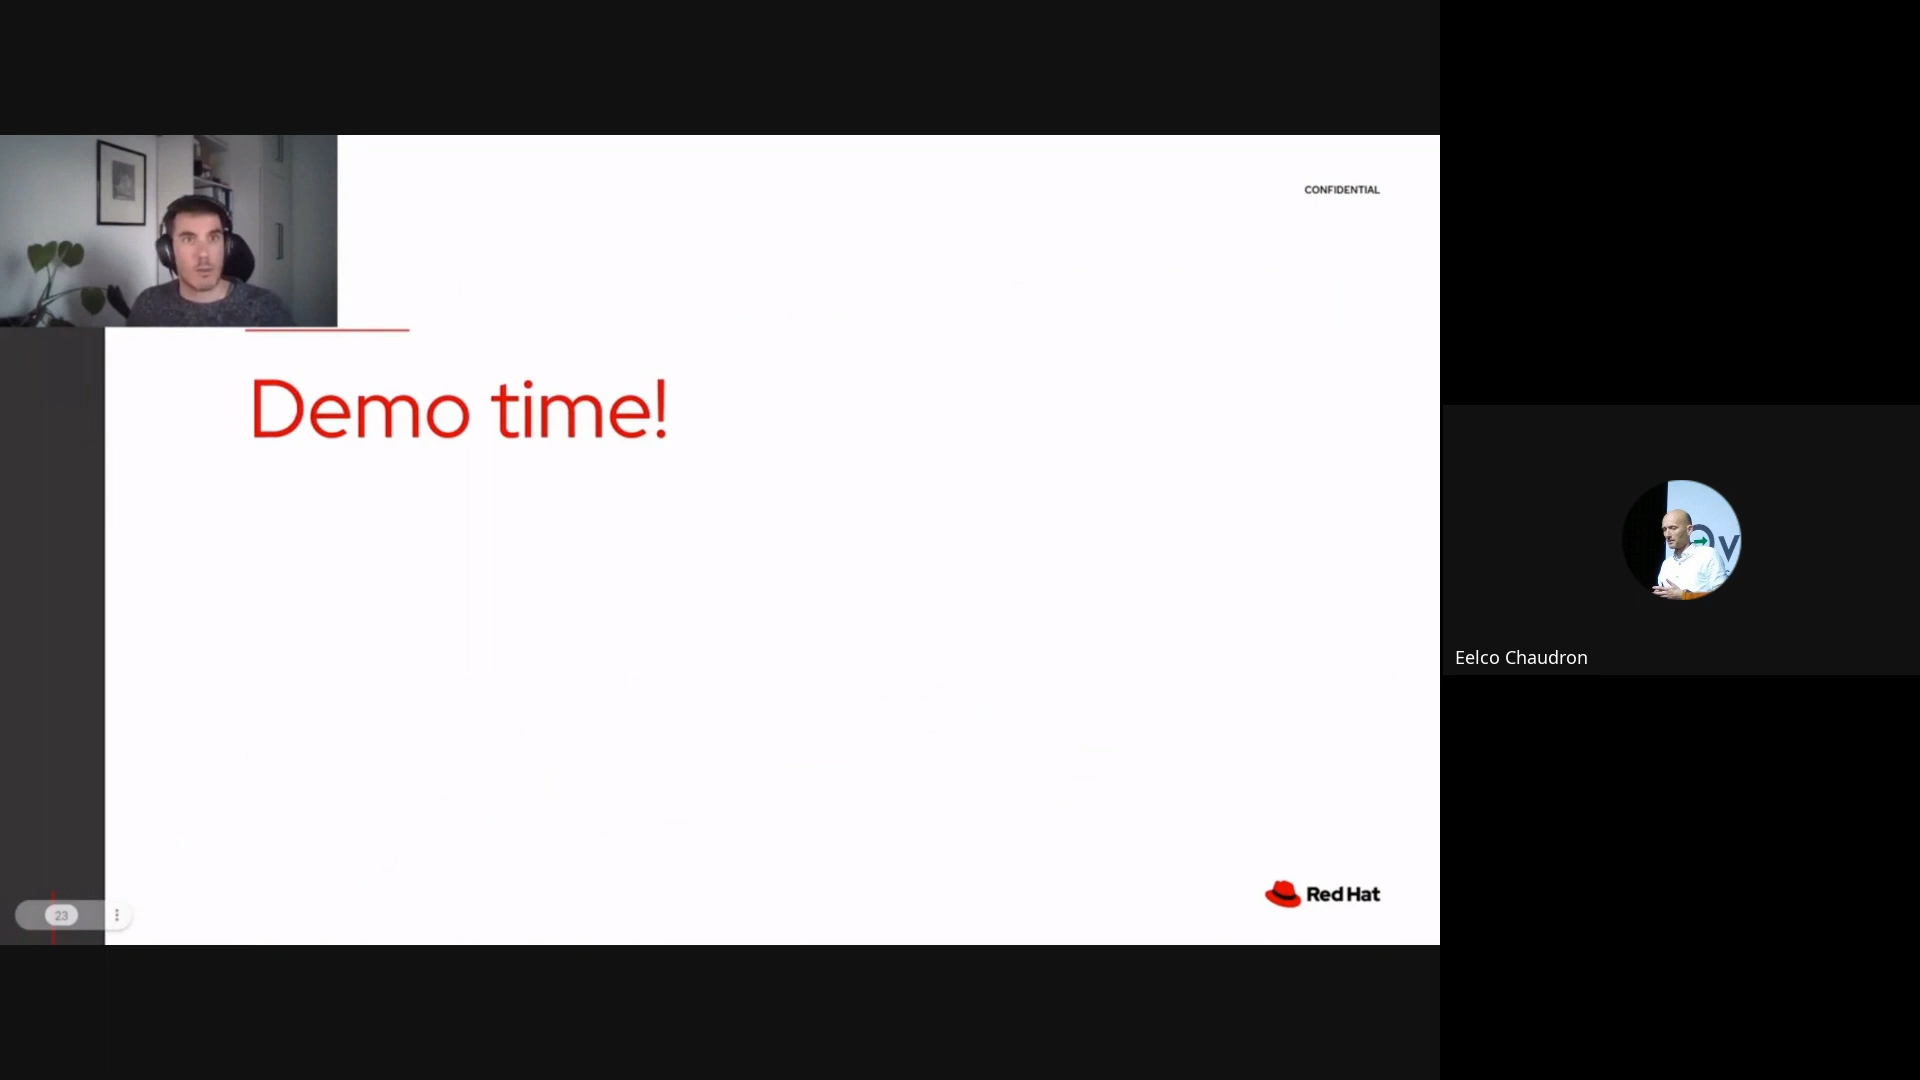 CONFIDENTIAL
Demo time!
Red Hat
23
Eelco Chaudron